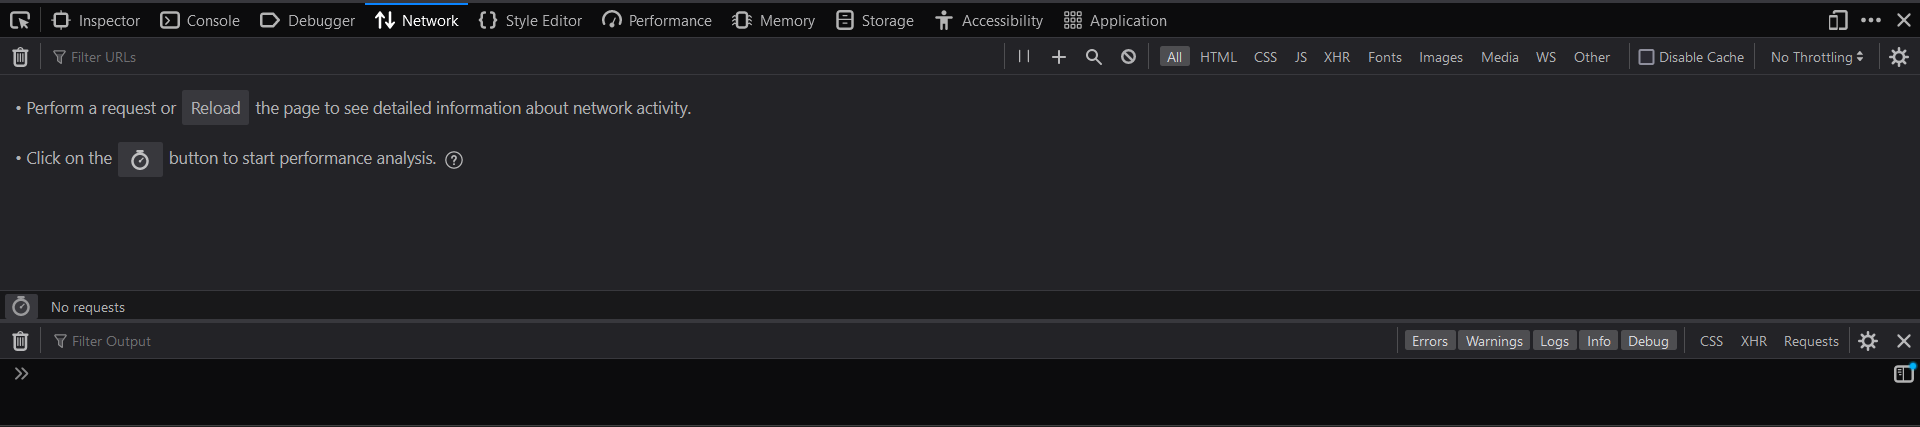 Inspector Console Debugger Network Style Editor Performance Memory Storage Accessibility Application
Filter URLs All HTML CSS JS XHR Fonts Images Media WS Other Disable Cache No Throttling
• Perform a request or Reload the page to see detailed information about network activity.
• Click on the button to start performance analysis. ?
No requests
Filter Output Errors Warnings Logs Info Debug CSS XHR Requests